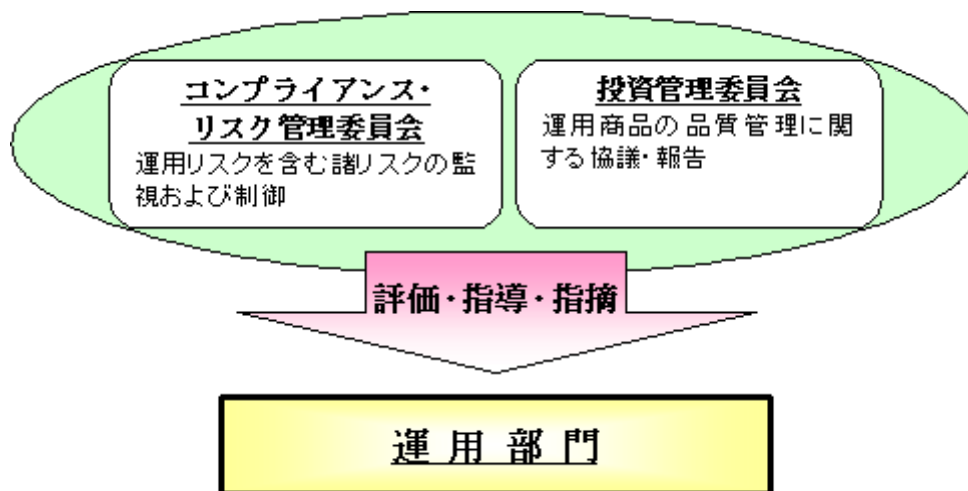 コンプライアンス・
リスク管理委員会
運用リスクを含む諸リスクの監
視および制御
投資管理委員会
運用商品の品質管理に関
する協議・報告
評価・指導・指摘
運用部門